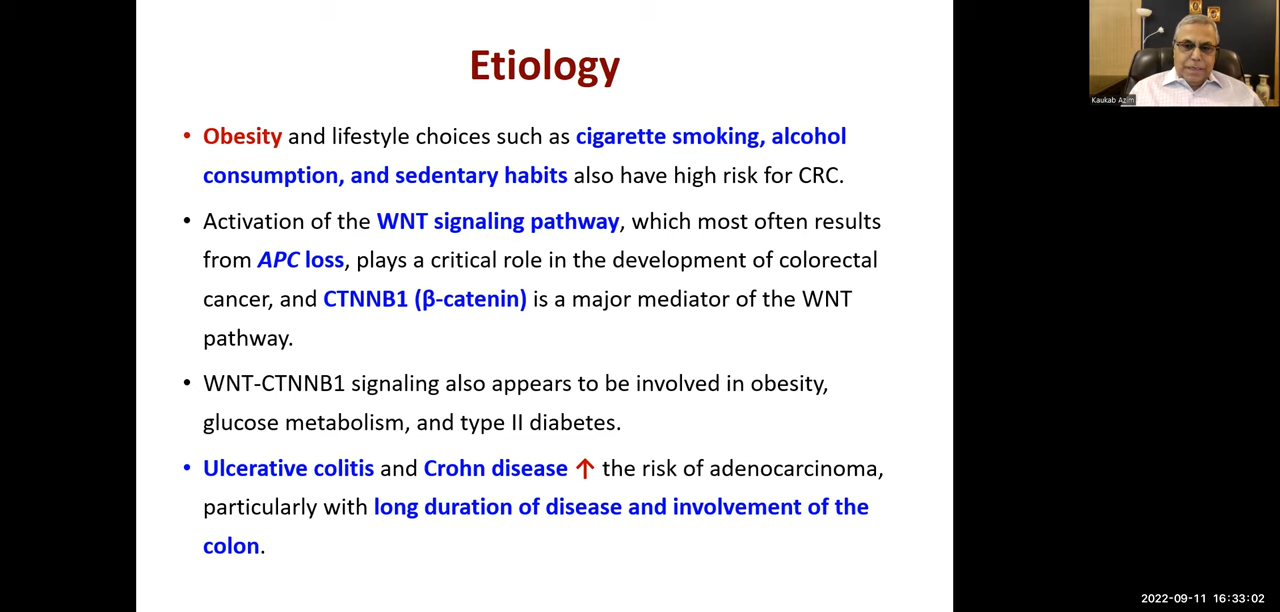 Etiology
• Obesity and lifestyle choices such as cigarette smoking, alcohol
consumption, and sedentary habits also have high risk for CRC.
• Activation of the WNT signaling pathway, which most often results
from APC loss, plays a critical role in the development of colorectal
cancer, and CTNNB1 (β-catenin) is a major mediator of the WNT
pathway.
• WNT-CTNNB1 signaling also appears to be involved in obesity,
glucose metabolism, and type II diabetes.
• Ulcerative colitis and Crohn disease ↑ the risk of adenocarcinoma,
particularly with long duration of disease and involvement of the
colon.
Kaukab Azim
2022-09-11 16:33:02